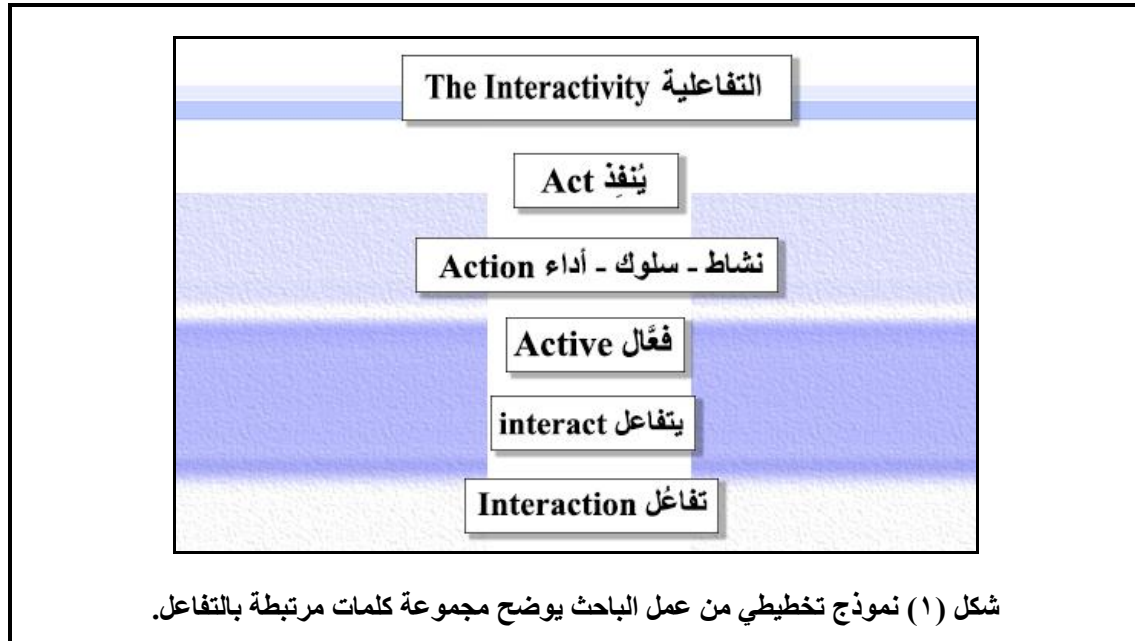 التفاعلية The Interactivity
يُنفِذ Act
نشاط - سلوك - أداء Action
فعَّال Active
يتفاعل interact
تفاعُل Interaction
شكل (١) نموذج تخطيطي من عمل الباحث يوضح مجموعة كلمات مرتبطة بالتفاعل.